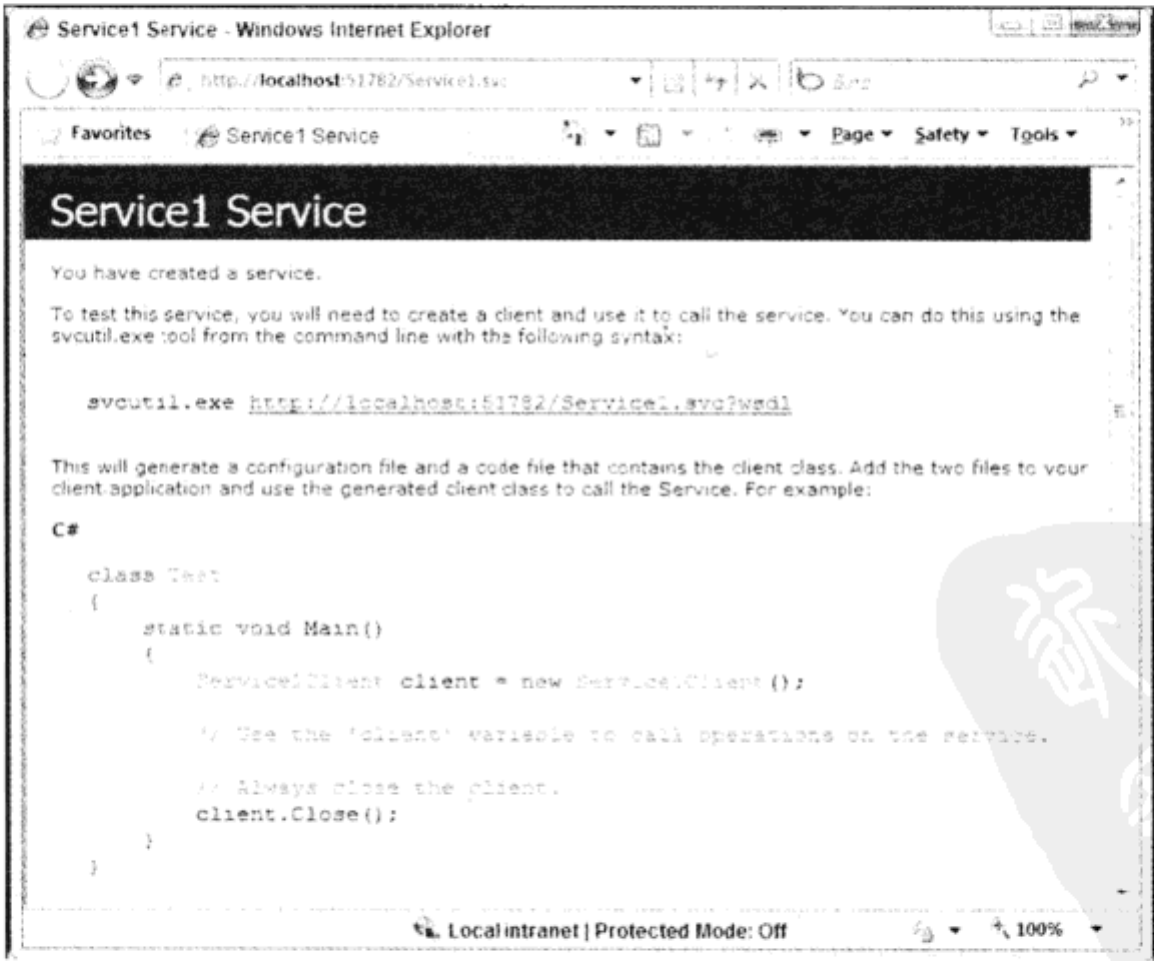 Service1 Service - Windows Internet Explorer
http://localhost:51782/Service1.svc
Favorites Service1 Service Page Safety Tools
Service1 Service
You have created a service.
To test this service, you will need to create a client and use it to call the service. You can do this using the
svcutil.exe tool from the command line with the following syntax:
svcutil.exe http://localhost:51782/Service1.svc?wsdl
This will generate a configuration file and a code file that contains the client class. Add the two files to your
client application and use the generated client class to call the Service. For example:
C#
class Test
{
static void Main()
{
Service1Client client = new Service1Client();
// Use the 'client' variable to call operations on the service.
// Always close the client.
client.Close();
}
}
Local intranet | Protected Mode: Off 100%